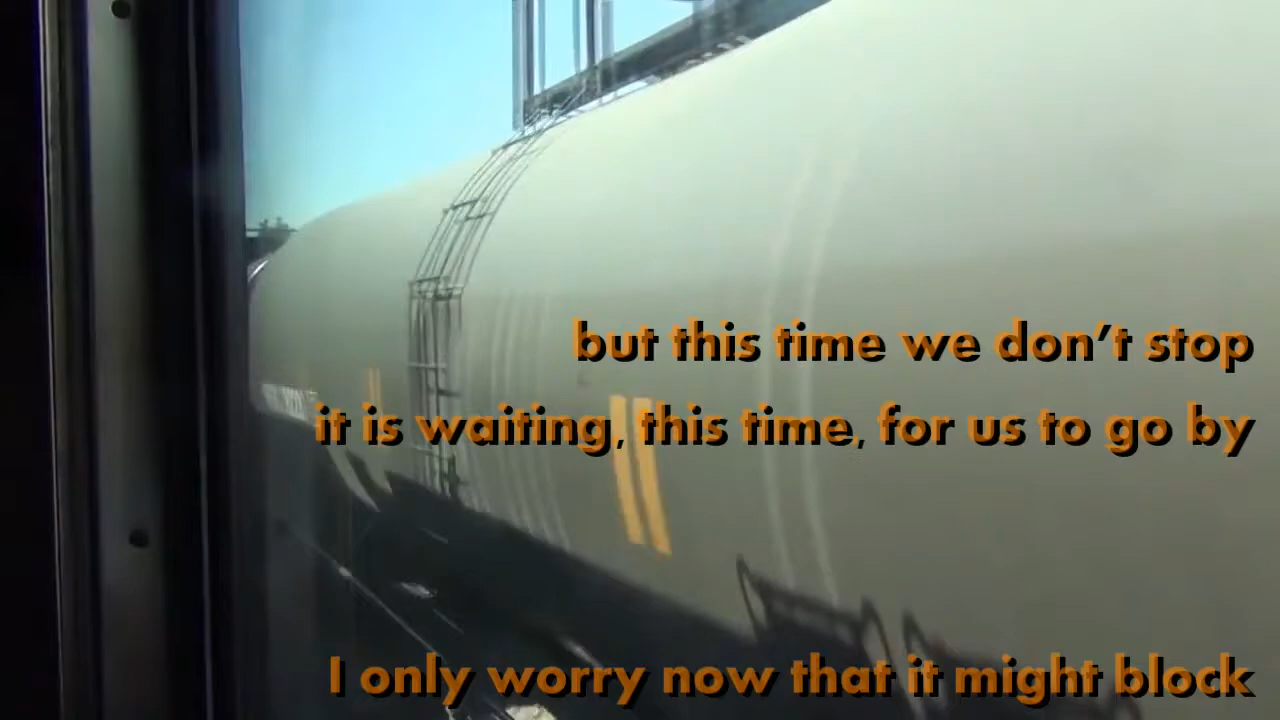 but this time we don't stop
it is waiting, this time, for us to go by
I only worry now that it might block